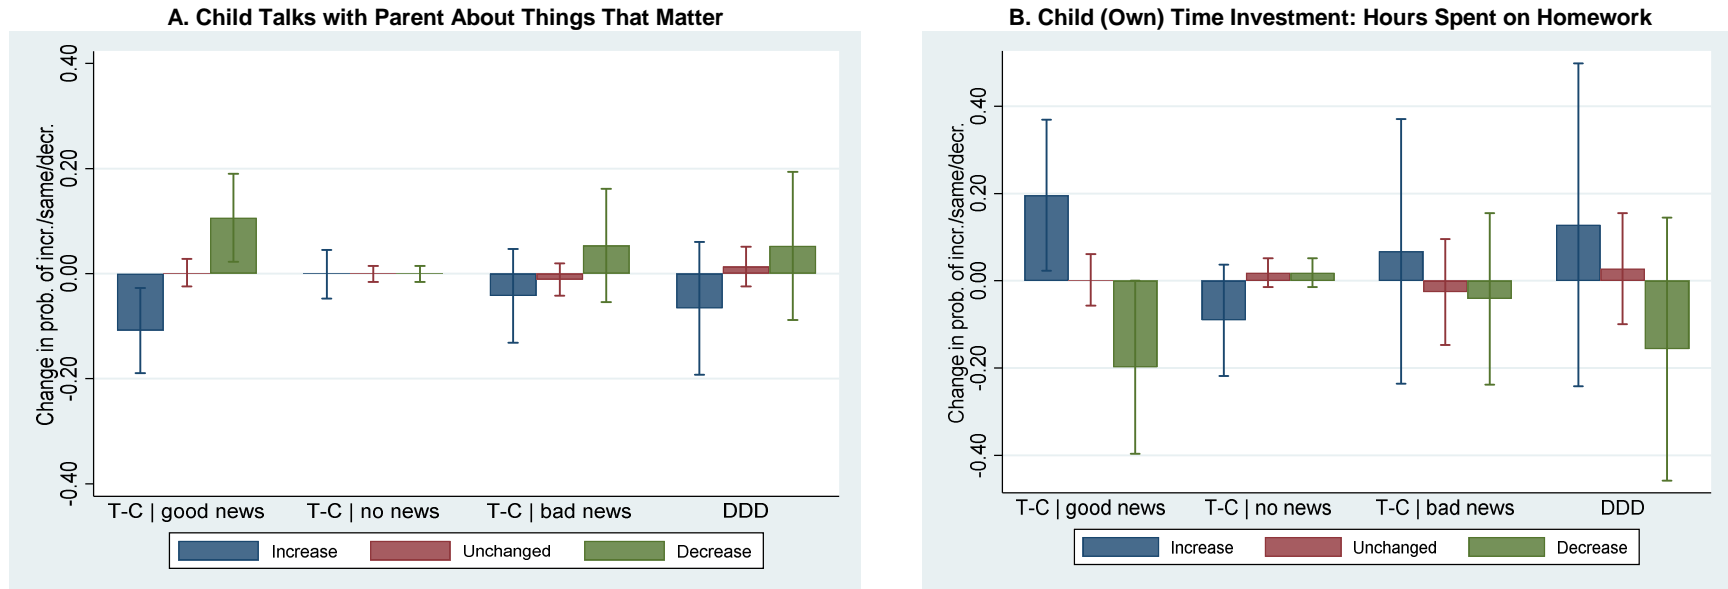 A. Child Talks with Parent About Things That Matter
Change in prob. of incr./same/decr.
0.40
0.20
0.00
-0.20
-0.40
T-C | good news
T-C | no news
T-C | bad news
DDD
Increase
Unchanged
Decrease
B. Child (Own) Time Investment: Hours Spent on Homework
Change in prob. of incr./same/decr.
0.40
0.20
0.00
-0.20
-0.40
T-C | good news
T-C | no news
T-C | bad news
DDD
Increase
Unchanged
Decrease